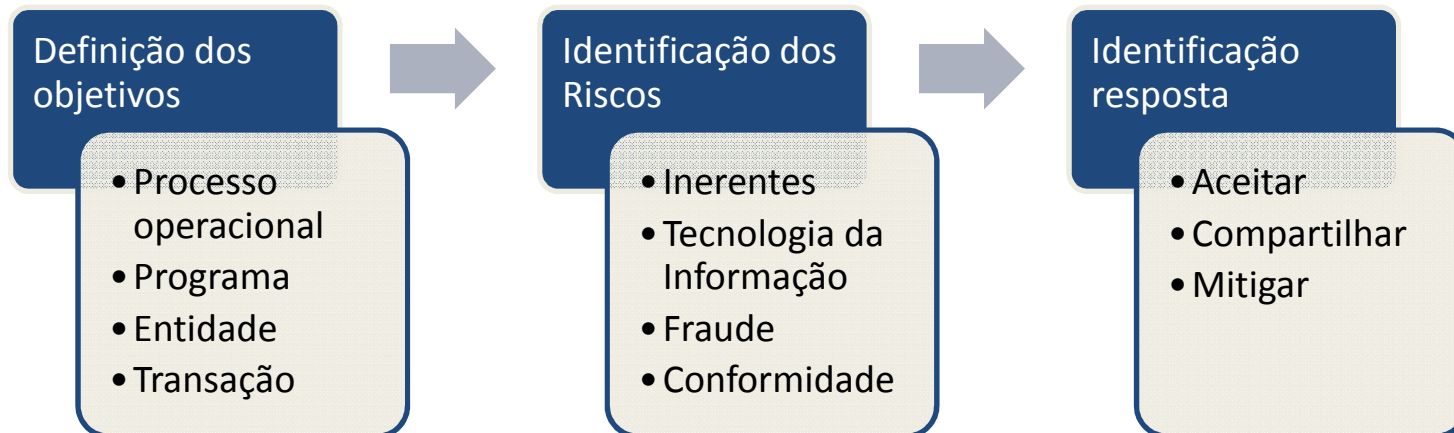 Definição dos
objetivos
•Processo
operacional
•Programa
•Entidade
•Transação
Identificação dos
Riscos
•Inerentes
•Tecnologia da
Informação
•Fraude
•Conformidade
Identificação
resposta
•Aceitar
•Compartilhar
•Mitigar